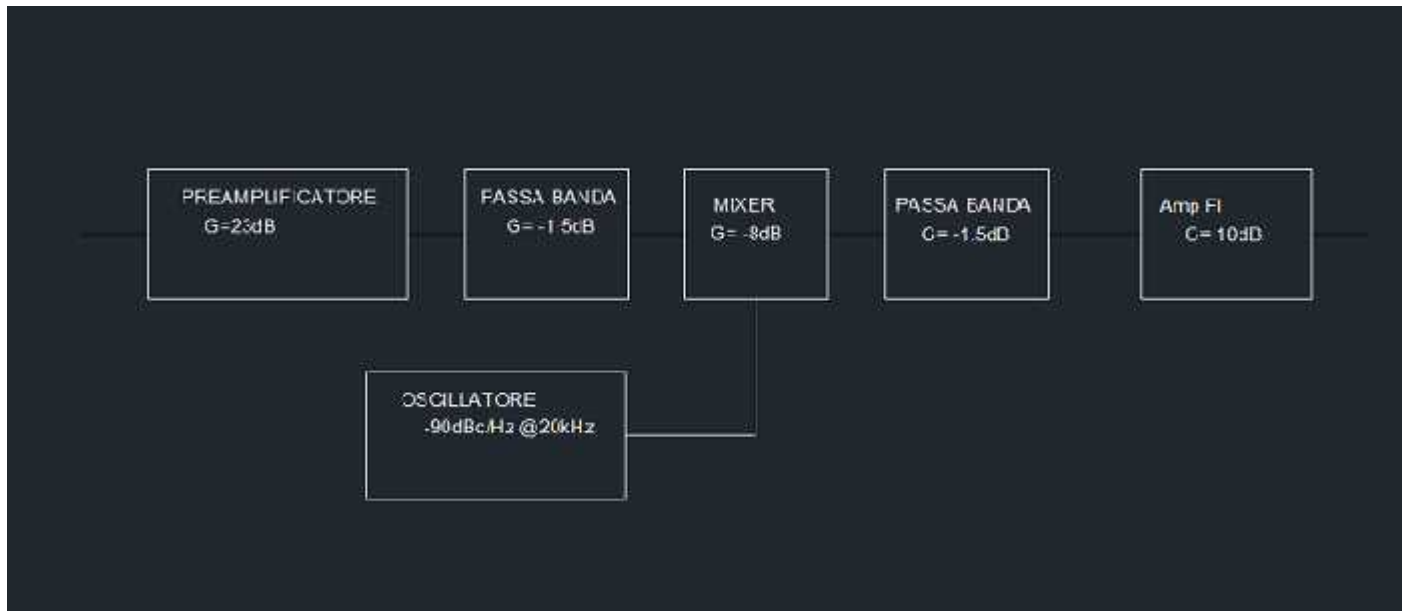 PREAMPLIFICATORE
G=23dB
PASSA BANDA
G= -1.5dB
MIXER
G= -8dB
PASSA BANDA
G= -1.5dB
Amp FI
G= 10dB
OSCILLATORE
-90dBc/Hz @20kHz